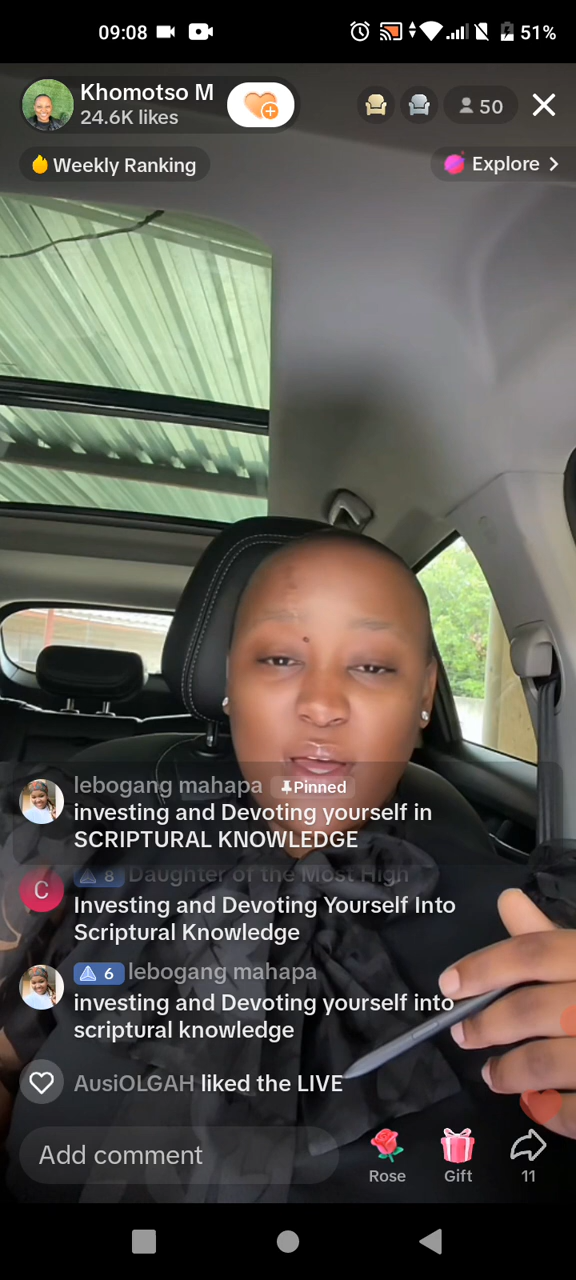 09:08
51%
Khomotso M
24.6K likes
50
Weekly Ranking
Explore
lebogang mahapa Pinned
investing and Devoting yourself in
SCRIPTURAL KNOWLEDGE
C
8 Daughter of the Most High
Investing and Devoting Yourself Into
Scriptural Knowledge
6 lebogang mahapa
investing and Devoting yourself into
scriptural knowledge
AusiOLGAH liked the LIVE
Add comment
Rose
Gift
11